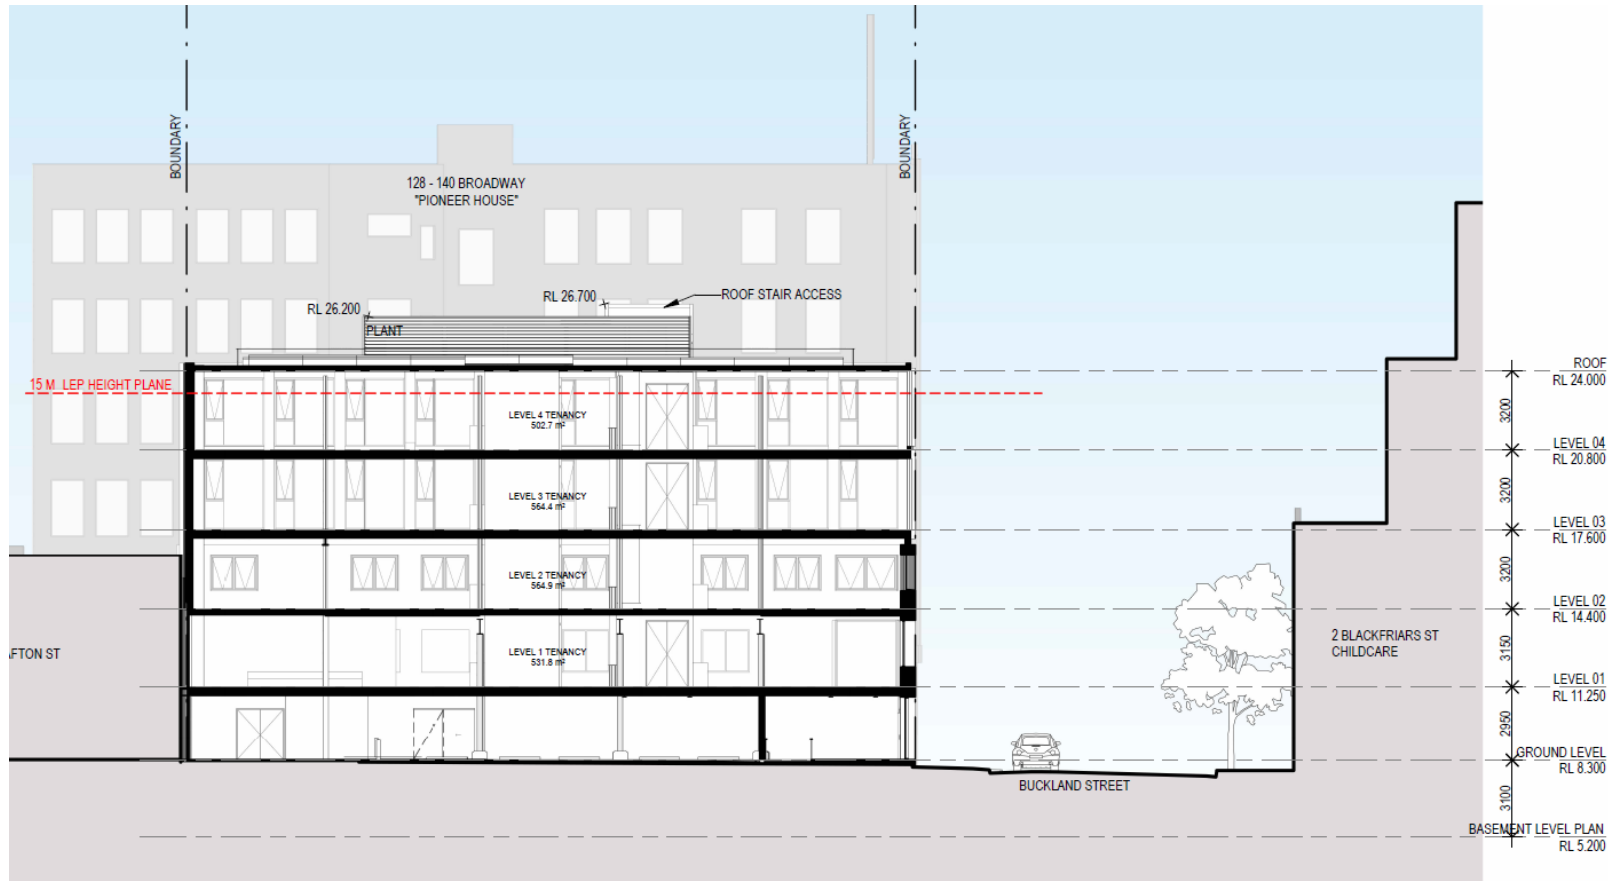 BOUNDARY
BOUNDARY
128 - 140 BROADWAY
"PIONEER HOUSE"
RL 26.200
RL 26.700
ROOF STAIR ACCESS
PLANT
15 M LEP HEIGHT PLANE
ROOF
RL 24.000
3200
LEVEL 4 TENANCY
502.7 m²
LEVEL 04
RL 20.800
3200
LEVEL 3 TENANCY
564.4 m²
LEVEL 03
RL 17.600
3200
LEVEL 2 TENANCY
564.9 m²
LEVEL 02
RL 14.400
3150
AFTON ST
LEVEL 1 TENANCY
531.8 m²
2 BLACKFRIARS ST
CHILDCARE
LEVEL 01
RL 11.250
2950
GROUND LEVEL
RL 8.300
BUCKLAND STREET
3100
BASEMENT LEVEL PLAN
RL 5.200